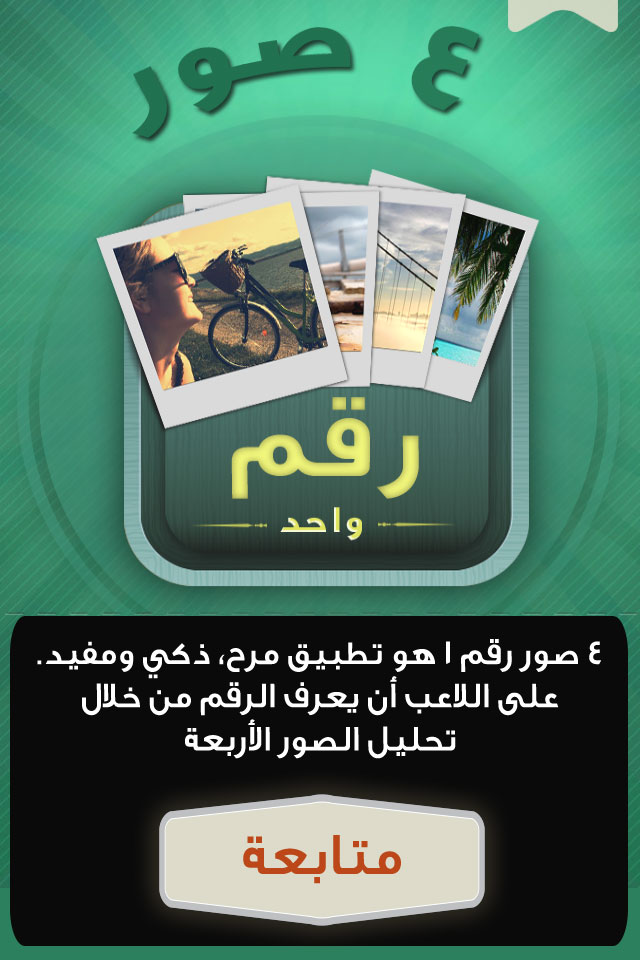 ٤ صور
رقم
واحد
٤ صور رقم ١ هو تطبيق مرح، ذكي ومفيد.
على اللاعب أن يعرف الرقم من خلال
تحليل الصور الأربعة
متابعة